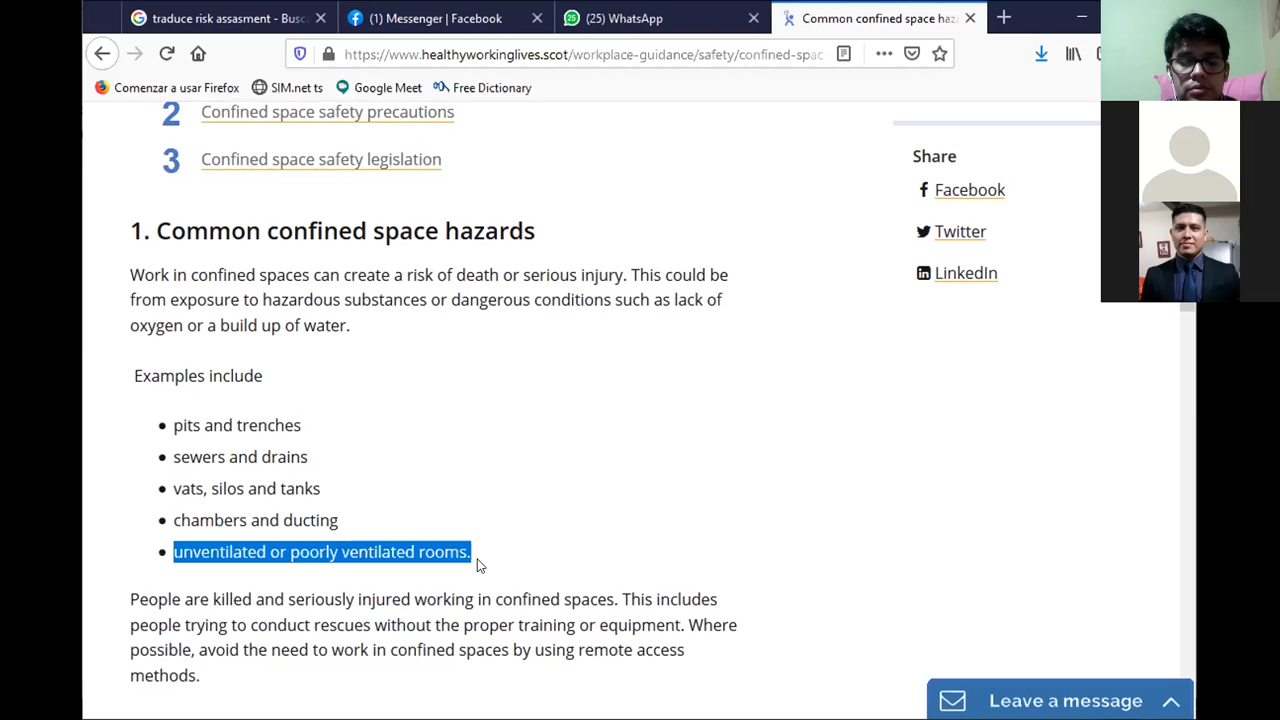 traduce risk assasment - Busc
(1) Messenger | Facebook
(25) WhatsApp
Common confined space haz
https://www.healthyworkinglives.scot/workplace-guidance/safety/confined-spac
Comenzar a usar Firefox
SIM.net ts
Google Meet
Free Dictionary
2 Confined space safety precautions
3 Confined space safety legislation
1. Common confined space hazards
Work in confined spaces can create a risk of death or serious injury. This could be
from exposure to hazardous substances or dangerous conditions such as lack of
oxygen or a build up of water.
Examples include
• pits and trenches
• sewers and drains
• vats, silos and tanks
• chambers and ducting
• unventilated or poorly ventilated rooms.
People are killed and seriously injured working in confined spaces. This includes
people trying to conduct rescues without the proper training or equipment. Where
possible, avoid the need to work in confined spaces by using remote access
methods.
Share
Facebook
Twitter
LinkedIn
Leave a message